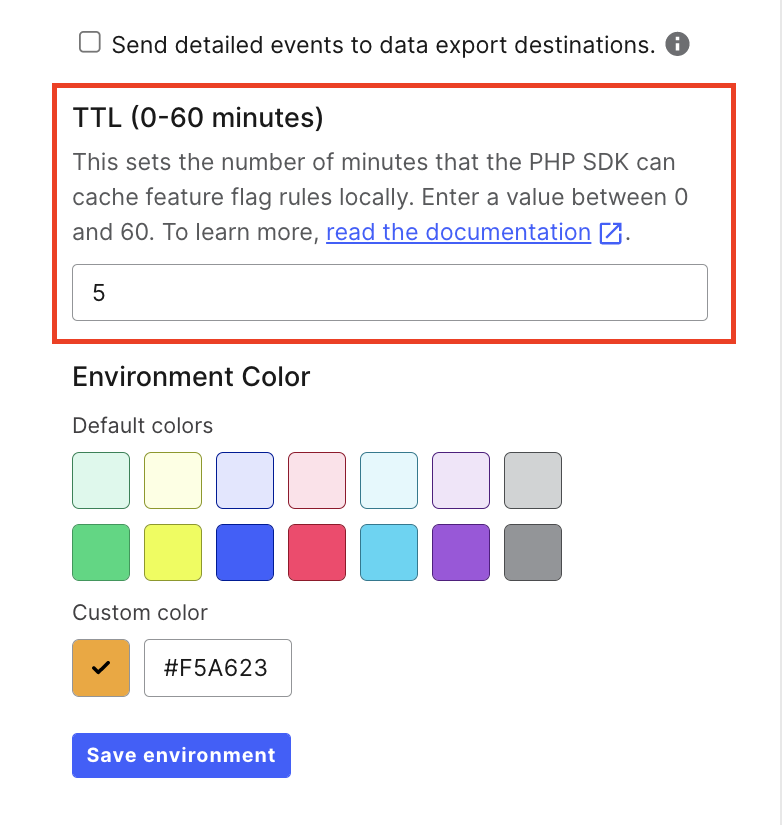 Send detailed events to data export destinations.
TTL (0-60 minutes)
This sets the number of minutes that the PHP SDK can
cache feature flag rules locally. Enter a value between 0
and 60. To learn more, read the documentation.
5
Environment Color
Default colors
Custom color
#F5A623
Save environment